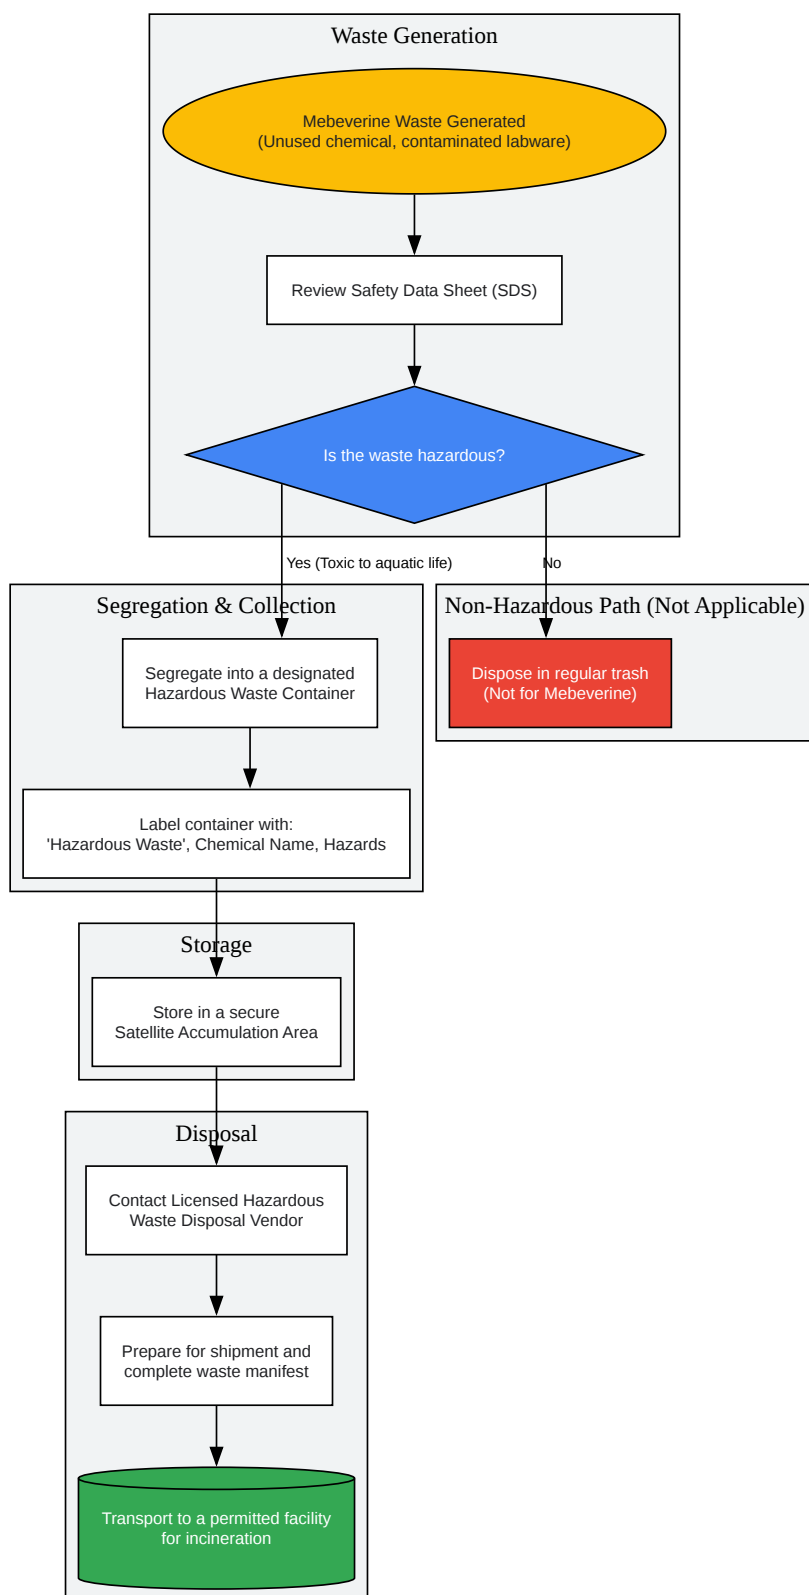 Waste Generation
Mebeverine Waste Generated
(Unused chemical, contaminated labware)
Review Safety Data Sheet (SDS)
Is the waste hazardous?
Yes (Toxic to aquatic life)
No
Segregation & Collection
Segregate into a designated
Hazardous Waste Container
Label container with:
'Hazardous Waste', Chemical Name, Hazards
Non-Hazardous Path (Not Applicable)
Dispose in regular trash
(Not for Mebeverine)
Storage
Store in a secure
Satellite Accumulation Area
Disposal
Contact Licensed Hazardous
Waste Disposal Vendor
Prepare for shipment and
complete waste manifest
Transport to a permitted facility
for incineration